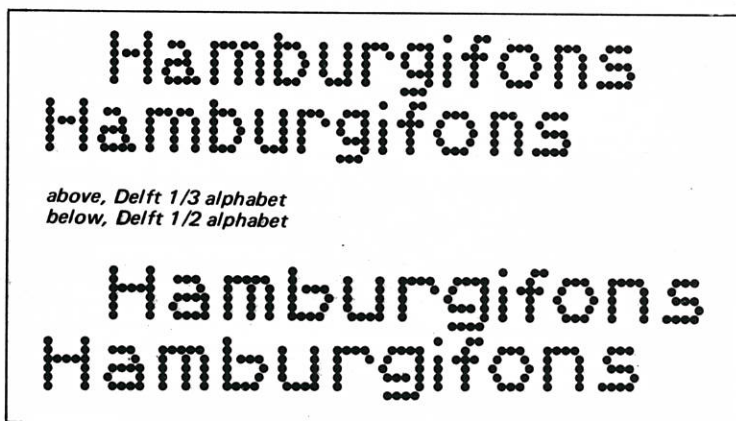 Hamburgifons
Hamburgifons
above, Delft 1/3 alphabet
below, Delft 1/2 alphabet
Hamburgifons
Hamburgifons